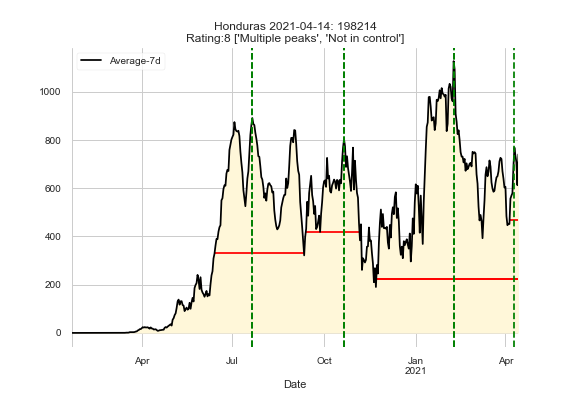 Honduras 2021-04-14: 198214
Rating:8 ['Multiple peaks', 'Not in control']
Average-7d
1000
800
600
400
200
0
Apr
Jul
Oct
Jan
2021
Apr
Date